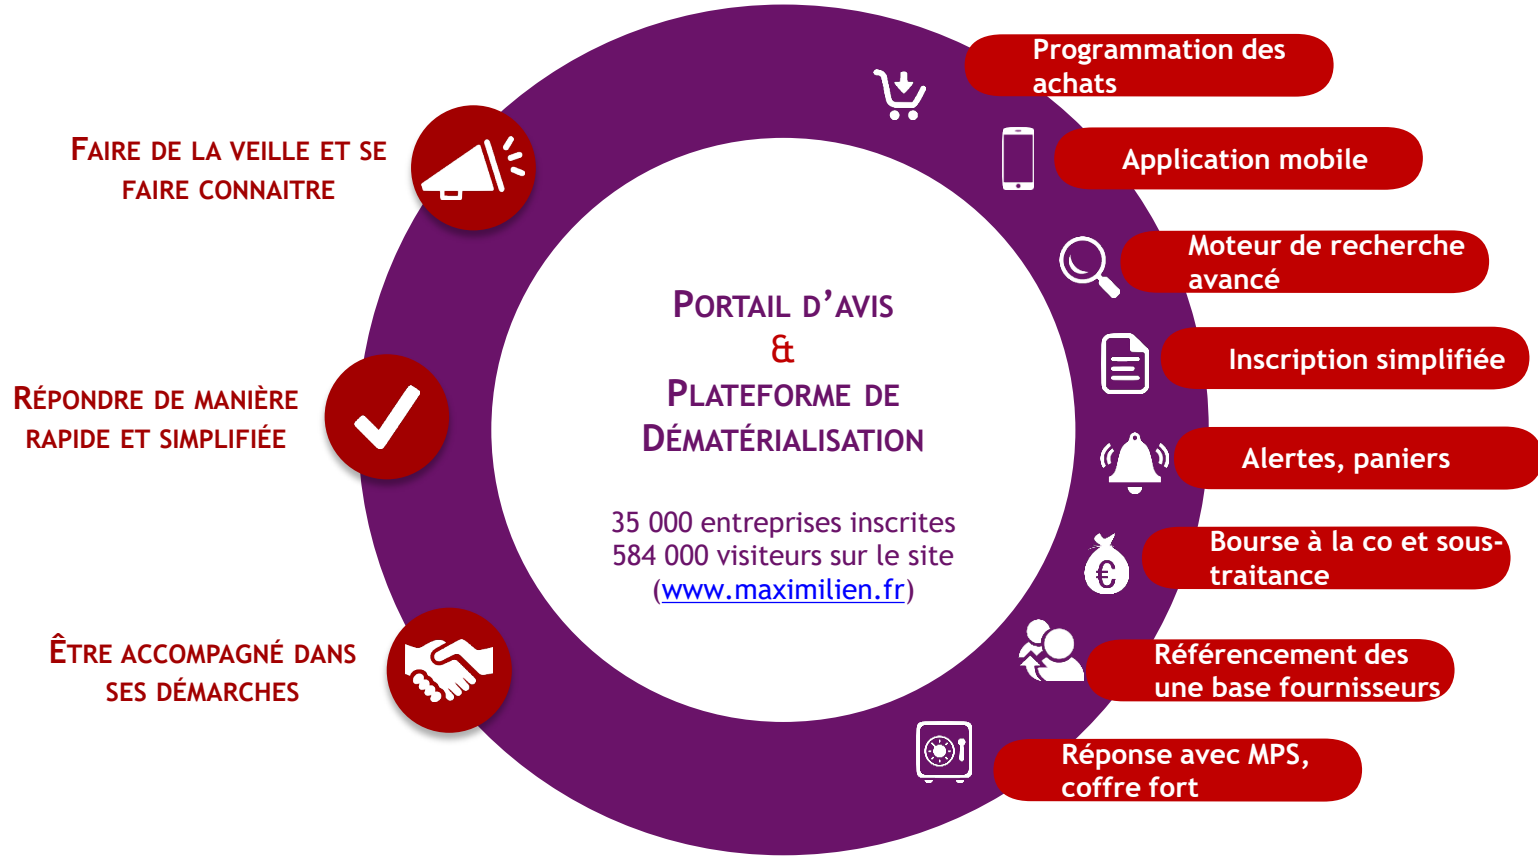 FAIRE DE LA VEILLE ET SE
FAIRE CONNAITRE
RÉPONDRE DE MANIÈRE
RAPIDE ET SIMPLIFIÉE
ÊTRE ACCOMPAGNÉ DANS
SES DÉMARCHES
PORTAIL D’AVIS
&
PLATEFORME DE
DÉMATÉRIALISATION
35 000 entreprises inscrites
584 000 visiteurs sur le site
(www.maximilien.fr)
Programmation des
achats
Application mobile
Moteur de recherche
avancé
Inscription simplifiée
Alertes, paniers
Bourse à la co et sous-
traitance
Référencement des
une base fournisseurs
Réponse avec MPS,
coffre fort